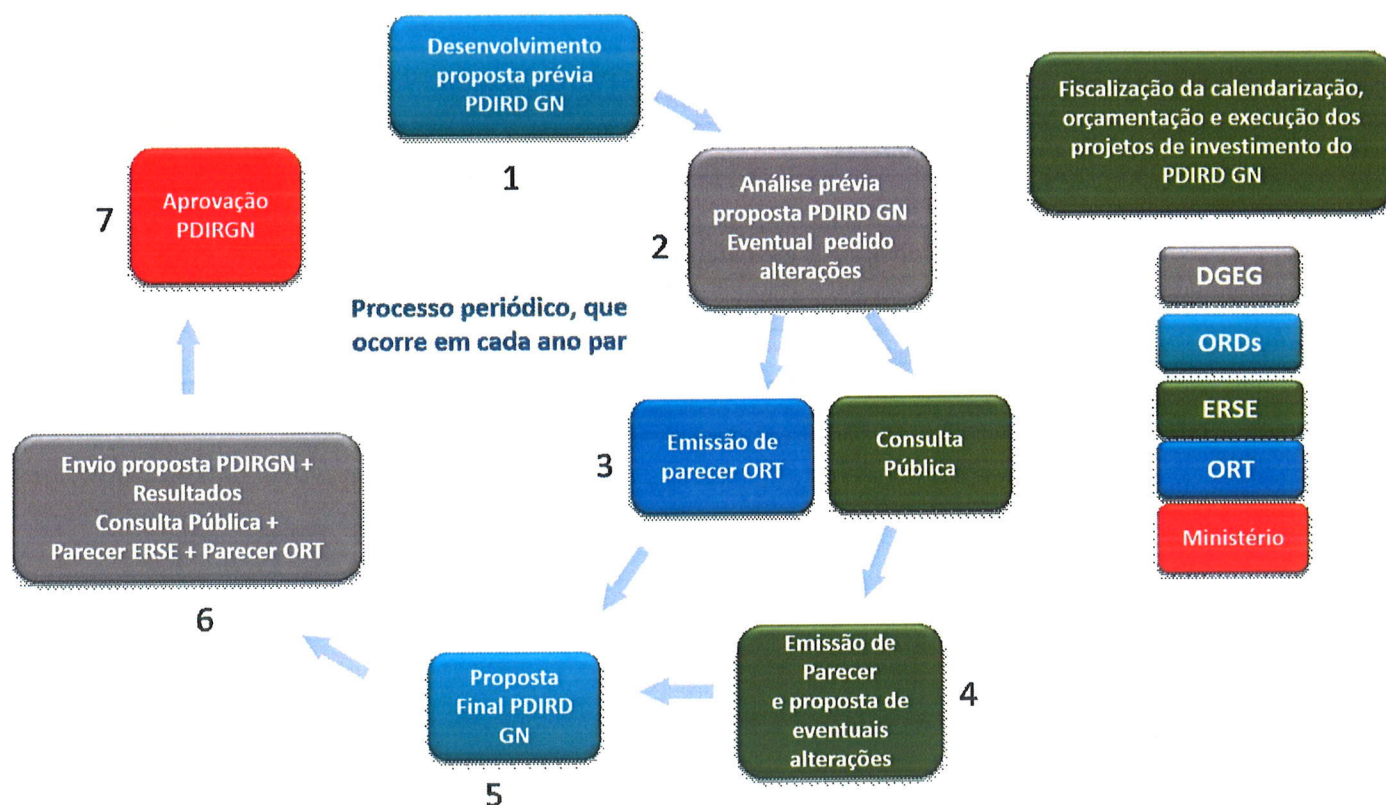 Desenvolvimento
proposta prévia
PDIRD GN
1
Análise prévia
proposta PDIRD GN
Eventual pedido
alterações
2
Emissão de
parecer ORT
3
Consulta
Pública
Emissão de
Parecer
e proposta de
eventuais
alterações
4
Proposta
Final PDIRD
GN
5
Envio proposta PDIRGN +
Resultados
Consulta Pública +
Parecer ERSE + Parecer ORT
6
Aprovação
PDIRGN
7
Processo periódico, que
ocorre em cada ano par
Fiscalização da calendarização,
orçamentação e execução dos
projetos de investimento do
PDIRD GN
DGEG
ORDs
ERSE
ORT
Ministério